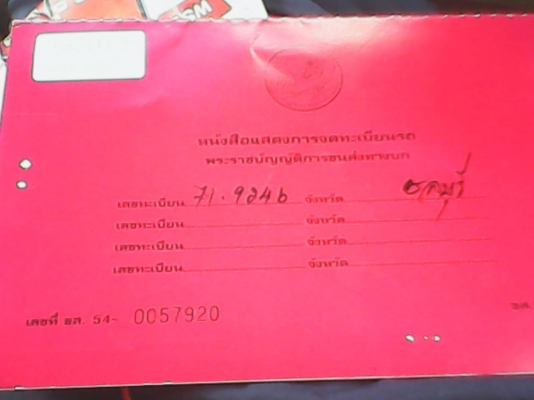 หนังสือแสดงการจดทะเบียนรถ
พระราชบัญญัติการขนส่งทางบก
เลขทะเบียน 71-9246 จังหวัด ชลบุรี
เลขทะเบียน จังหวัด
เลขทะเบียน จังหวัด
เลขทะเบียน จังหวัด
เลขที่ ธส. 54- 0057920